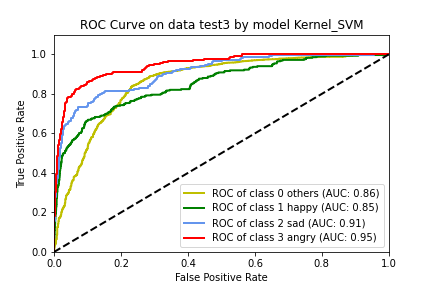 ROC Curve on data test3 by model Kernel_SVM
True Positive Rate
1.0
0.8
0.6
0.4
0.2
0.0
ROC of class 0 others (AUC: 0.86)
ROC of class 1 happy (AUC: 0.85)
ROC of class 2 sad (AUC: 0.91)
ROC of class 3 angry (AUC: 0.95)
0.0 0.2 0.4 0.6 0.8 1.0
False Positive Rate